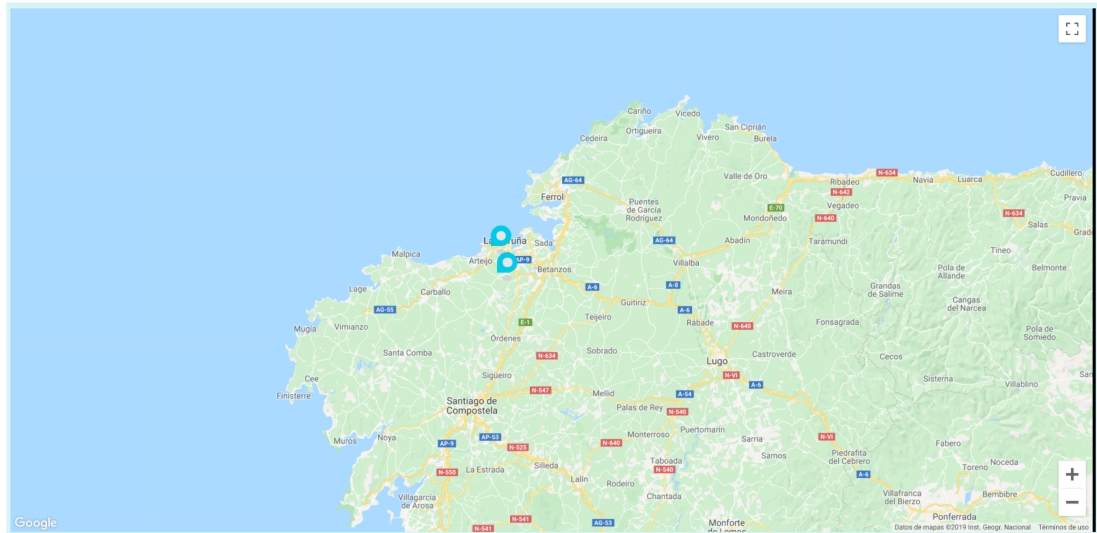 Cariño
Vicedo
San Ciprián
Ortigueira
Cedeira
Vivero
Burela
Cudillero
N-634
Valle de Oro
AG-64
Ribadeo
Navia
Luarca
N-642
Pravia
Ferrol
Puentes
de García
Rodríguez
Vegadeo
E-70
Mondoñedo
N-640
N-634
Salas
AG-64
Abadín
Taramundi
Sada
Tineo
Malpica
Arteijo
AP-9
Villalba
Betanzos
Pola de
Allande
Belmonte
Lage
Carballo
A-6
A-8
Meira
Grandas
de Salime
Guitiriz
Cangas
del Narcea
AG-55
A-6
Teijeiro
E-1
Rábade
N-640
Fonsagrada
Mugia
Vimianzo
Pola de
Somiedo
Órdenes
Santa Comba
N-634
Sobrado
Castroverde
Cecos
Lugo
Sigüeiro
N-VI
Cee
Sisterna
Villablino
A-6
Finisterre
N-547
Mellid
A-54
Santiago de
Compostela
Palas de Rey
N-540
Puertomarín
Muros
Noya
AP-53
Monterroso
N-VI
AP-9
N-525
N-640
Sarria
Fabero
Piedrafita
del Cebrero
Samos
Taboada
N-550
La Estrada
Silleda
N-540
Noceda
Toreno
A-6
Lalín
Rodeiro
Villagarcia
de Arosa
Chantada
Villafranca
del Bierzo
Bembibre
N-541
AG-53
Monforte
Ponferrada
N-541
Google
Datos de mapas ©2019 Inst. Geogr. Nacional
Términos de uso